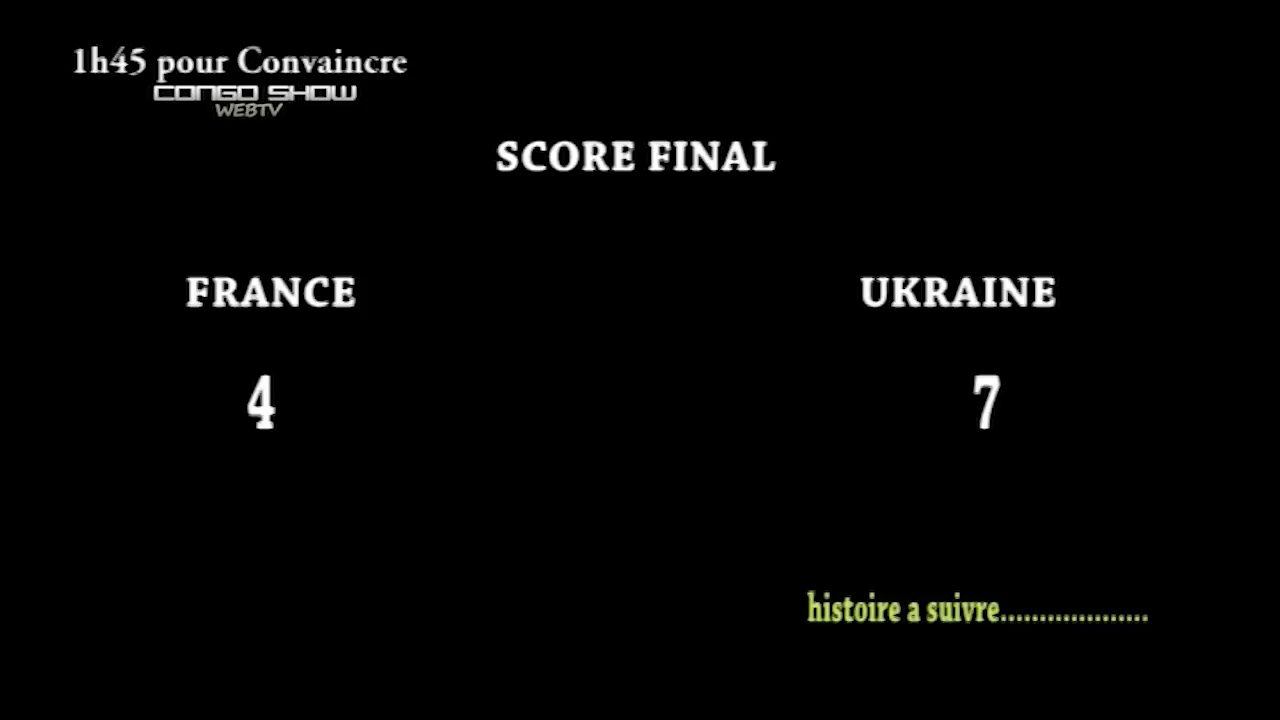 1h45 pour Convaincre
CONGO SHOW
WEBTV
SCORE FINAL
FRANCE UKRAINE
4 7
histoire a suivre...................